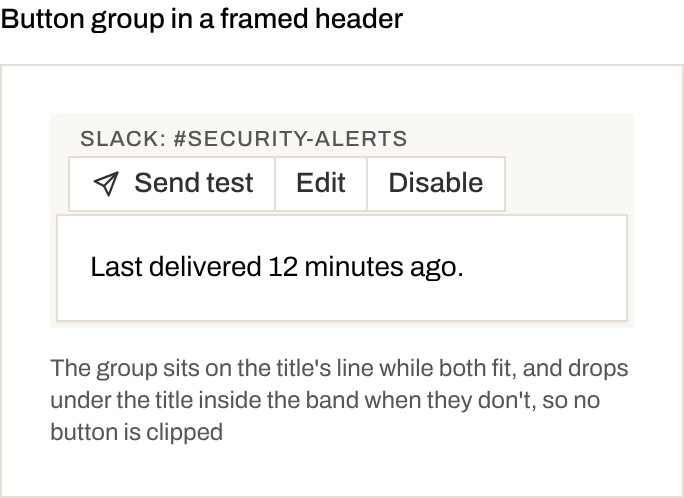 Button group in a framed header
SLACK: #SECURITY-ALERTS
Send test Edit Disable
Last delivered 12 minutes ago.
The group sits on the title's line while both fit, and drops
under the title inside the band when they don't, so no
button is clipped